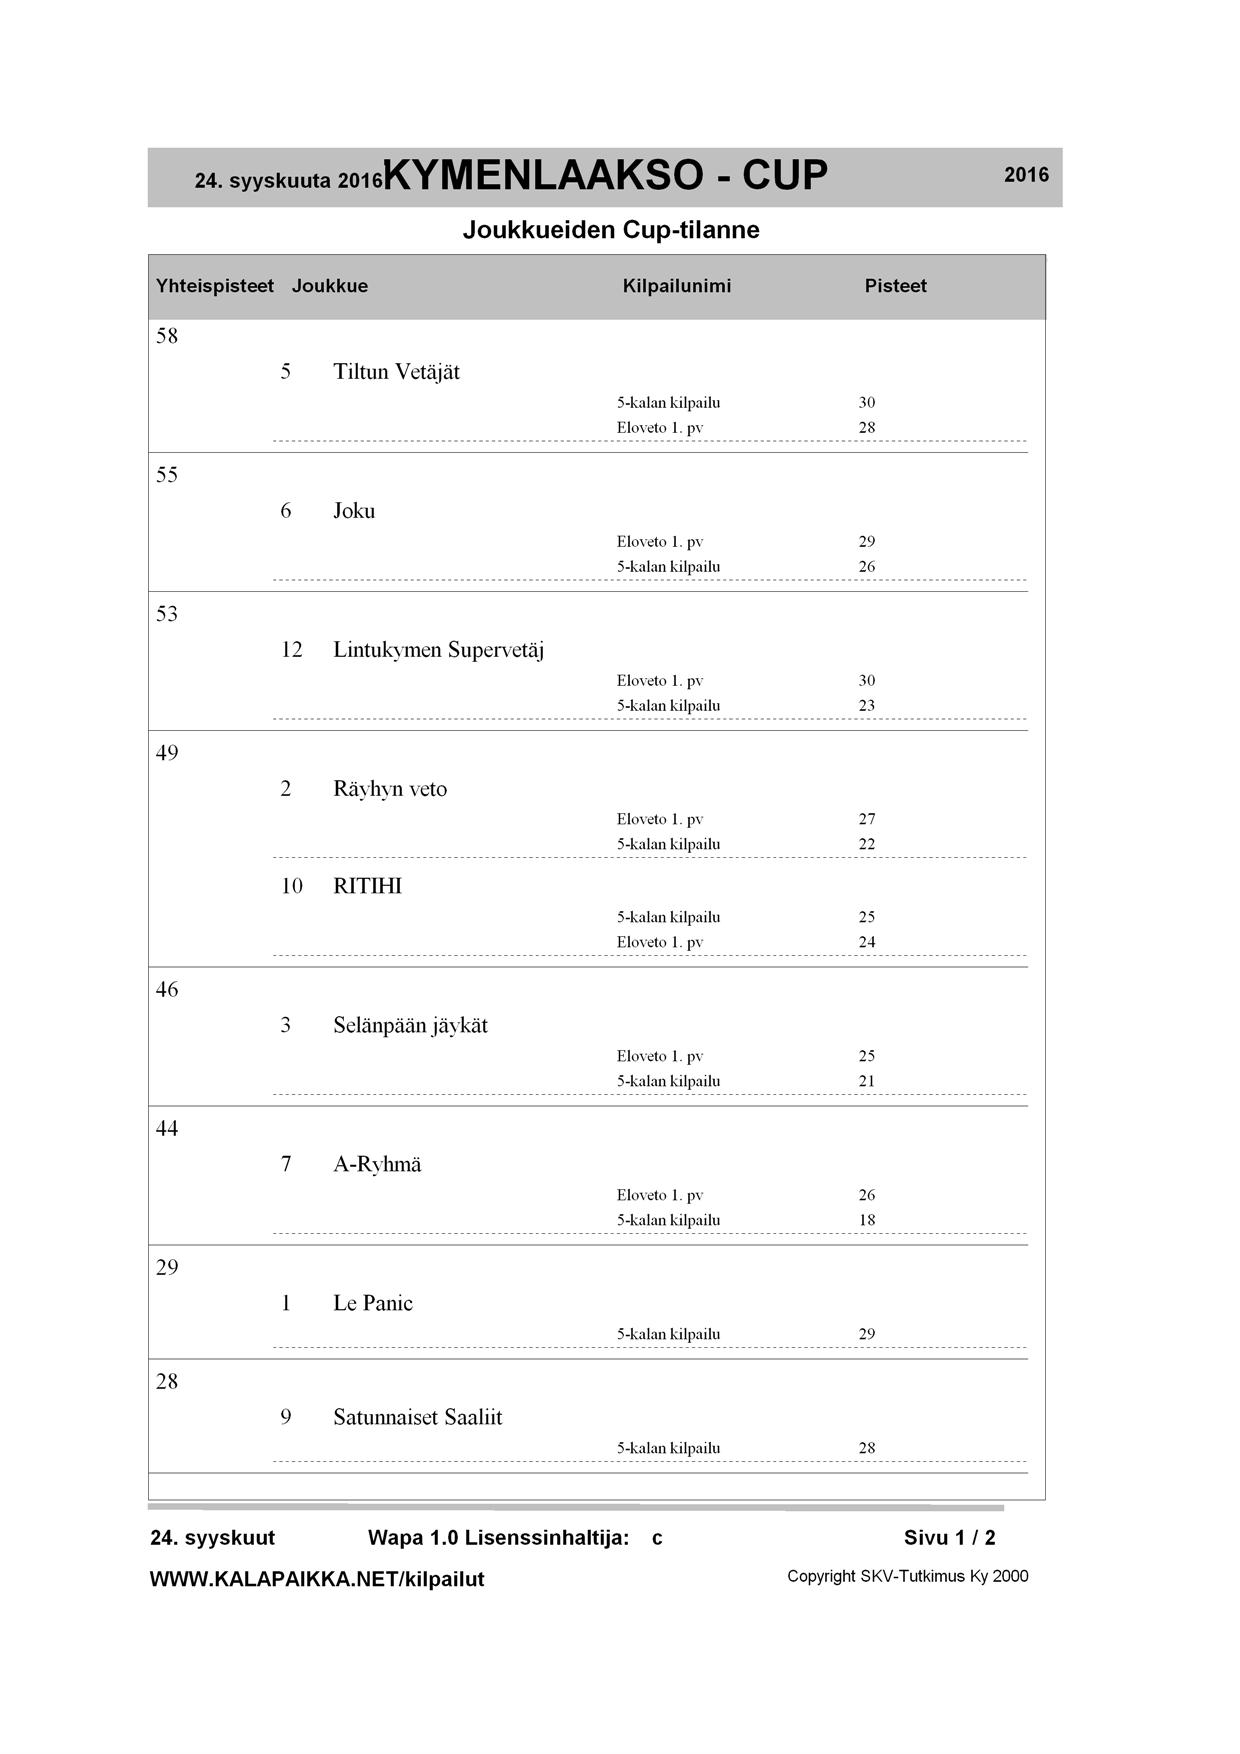 24. syyskuuta 2016 KYMENLAAKSO - CUP 2016
Joukkueiden Cup-tilanne
Yhteispisteet Joukkue Kilpailunimi Pisteet
58
5 Tiltun Vetäjät
5-kalan kilpailu 30
Eloveto 1. pv 28
55
6 Joku
Eloveto 1. pv 29
5-kalan kilpailu 26
53
12 Lintukymen Supervetäj
Eloveto 1. pv 30
5-kalan kilpailu 23
49
2 Räyhyn veto
Eloveto 1. pv 27
5-kalan kilpailu 22
10 RITIHI
5-kalan kilpailu 25
Eloveto 1. pv 24
46
3 Selänpään jäykät
Eloveto 1. pv 25
5-kalan kilpailu 21
44
7 A-Ryhmä
Eloveto 1. pv 26
5-kalan kilpailu 18
29
1 Le Panic
5-kalan kilpailu 29
28
9 Satunnaiset Saaliit
5-kalan kilpailu 28
24. syyskuut Wapa 1.0 Lisenssinhaltija: c Sivu 1 / 2
WWW.KALAPAIKKA.NET/kilpailut Copyright SKV-Tutkimus Ky 2000